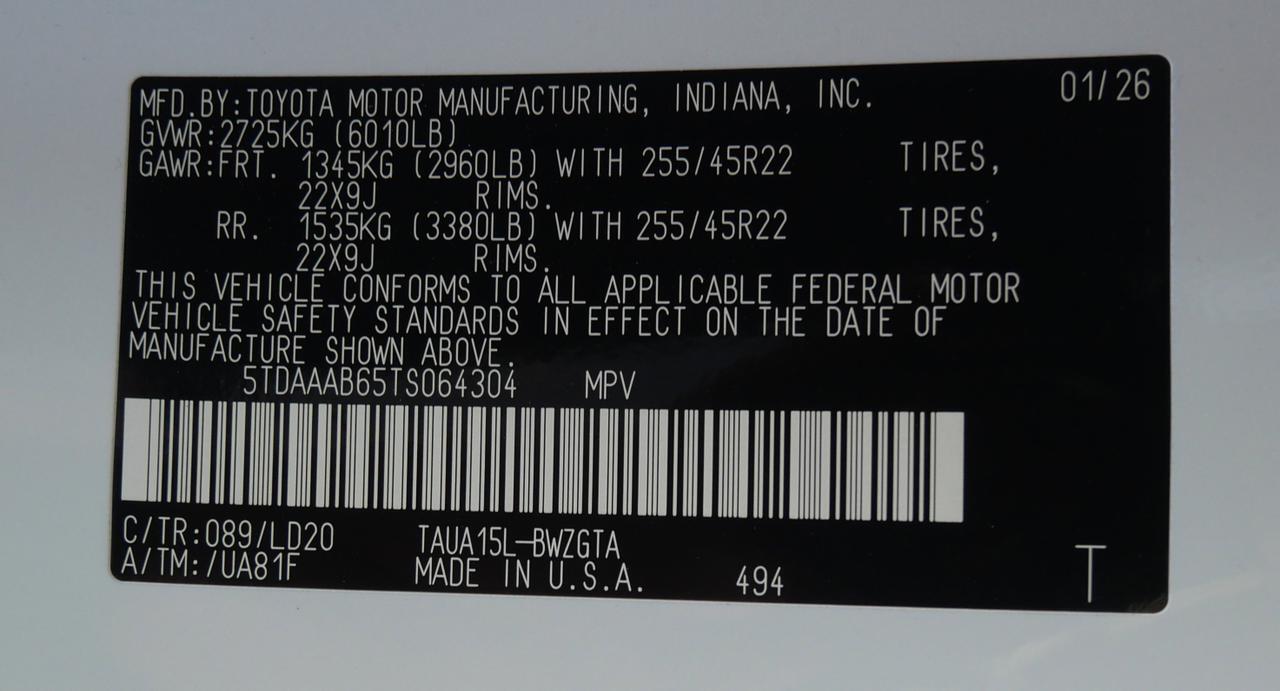 MFD.BY:TOYOTA MOTOR MANUFACTURING, INDIANA, INC. 01/26
GVWR:2725KG (6010LB)
GAWR:FRT. 1345KG (2960LB) WITH 255/45R22 TIRES,
22X9J RIMS.
RR. 1535KG (3380LB) WITH 255/45R22 TIRES,
22X9J RIMS.
THIS VEHICLE CONFORMS TO ALL APPLICABLE FEDERAL MOTOR
VEHICLE SAFETY STANDARDS IN EFFECT ON THE DATE OF
MANUFACTURE SHOWN ABOVE.
5TDAAAB65TS064304 MPV
C/TR:089/LD20 TAUA15L-BWZGTA
A/TM:/UA81F MADE IN U.S.A. 494 T